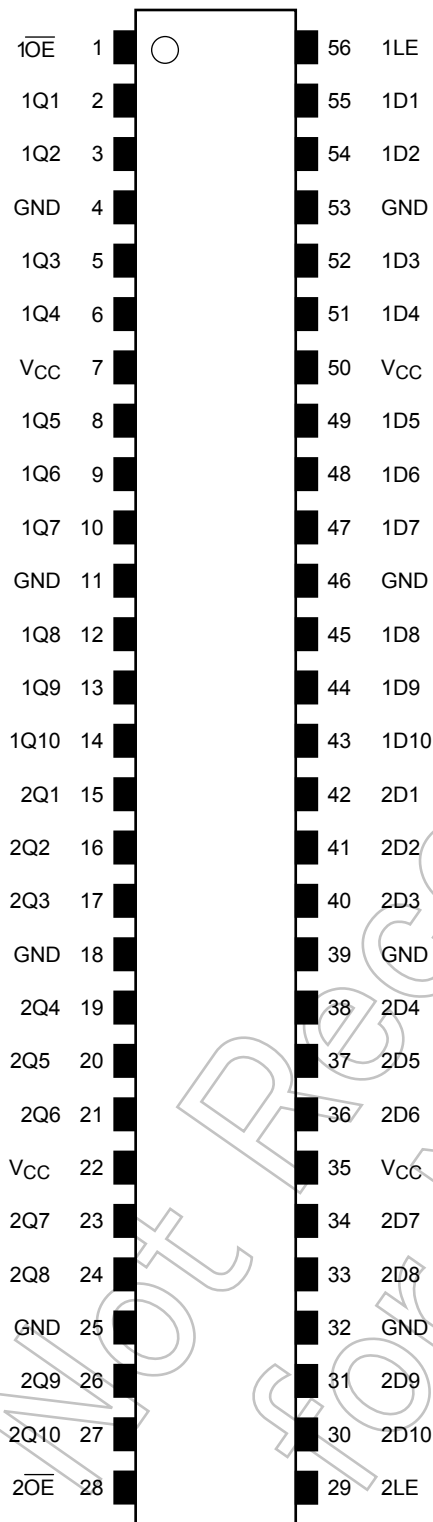 1O̅E̅ 1 56 1LE
1Q1 2 55 1D1
1Q2 3 54 1D2
GND 4 53 GND
1Q3 5 52 1D3
1Q4 6 51 1D4
VCC 7 50 VCC
1Q5 8 49 1D5
1Q6 9 48 1D6
1Q7 10 47 1D7
GND 11 46 GND
1Q8 12 45 1D8
1Q9 13 44 1D9
1Q10 14 43 1D10
2Q1 15 42 2D1
2Q2 16 41 2D2
2Q3 17 40 2D3
GND 18 39 GND
2Q4 19 38 2D4
2Q5 20 37 2D5
2Q6 21 36 2D6
VCC 22 35 VCC
2Q7 23 34 2D7
2Q8 24 33 2D8
GND 25 32 GND
2Q9 26 31 2D9
2Q10 27 30 2D10
2O̅E̅ 28 29 2LE
Not
for